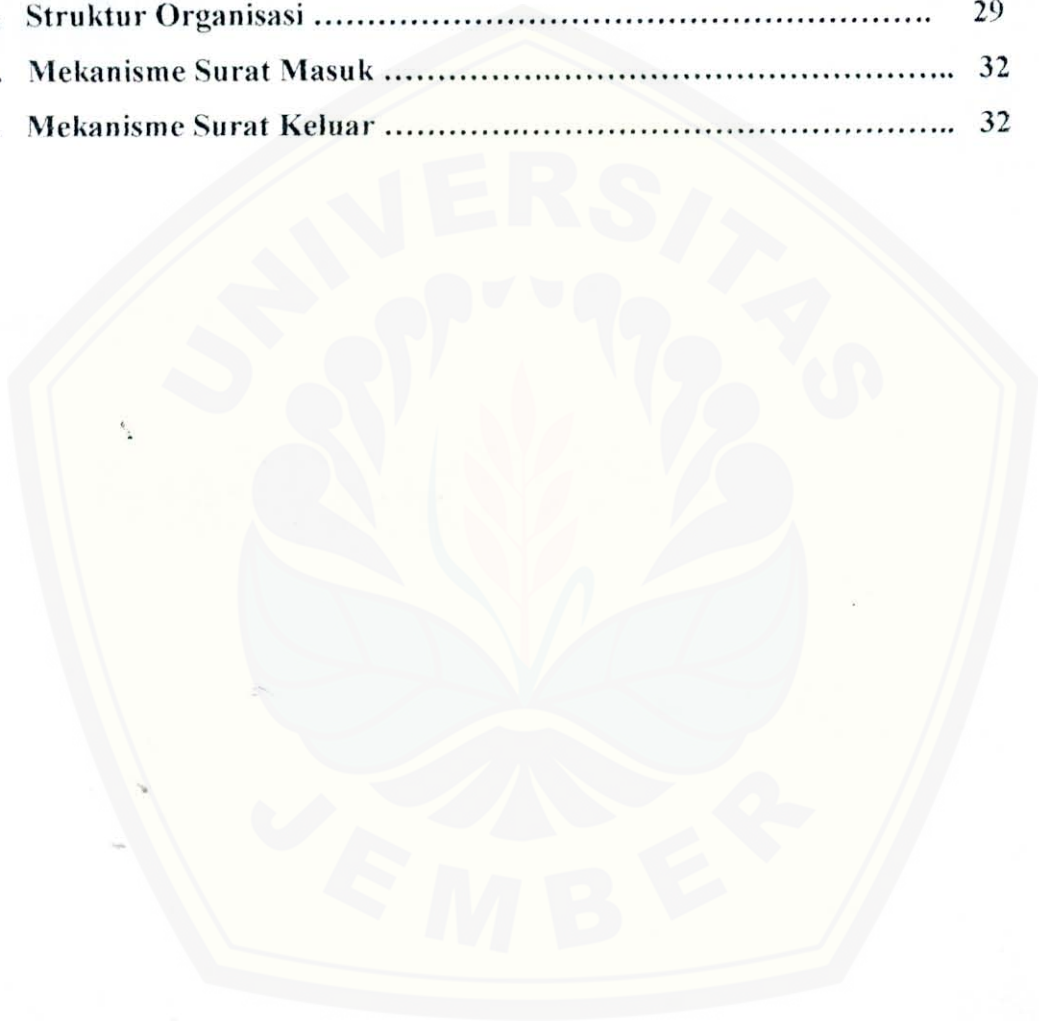 Struktur Organisasi ........................................................... 29
. Mekanisme Surat Masuk ...................................................... 32
Mekanisme Surat Keluar ...................................................... 32
UNIVERSITAS
JEMBER